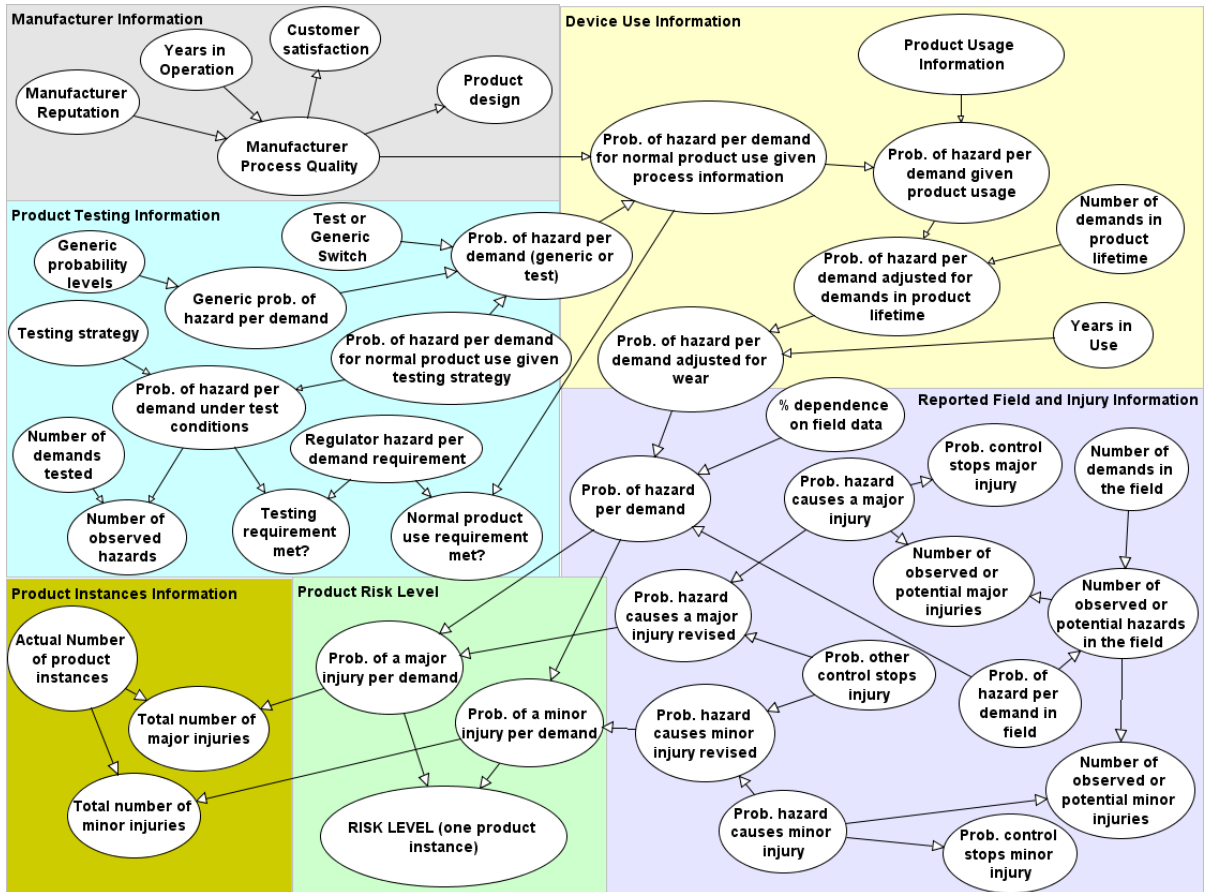 Manufacturer Information
Customer
satisfaction
Years in
Operation
Manufacturer
Reputation
Product
design
Manufacturer
Process Quality
Device Use Information
Product Usage
Information
Prob. of hazard per demand
for normal product use given
process information
Prob. of hazard per
demand given
product usage
Number of
demands in
product
lifetime
Prob. of hazard per
demand adjusted for
demands in product
lifetime
Years in
Use
Prob. of hazard per
demand adjusted for
wear
Product Testing Information
Test or
Generic
Switch
Prob. of hazard per
demand (generic or
test)
Generic
probability
levels
Generic prob. of
hazard per demand
Testing strategy
Prob. of hazard per demand
for normal product use given
testing strategy
Prob. of hazard per
demand under test
conditions
Number of
demands
tested
Regulator hazard per
demand requirement
Number of
observed
hazards
Testing
requirement
met?
Normal product
use requirement
met?
Reported Field and Injury Information
% dependence
on field data
Prob. control
stops major
injury
Number of
demands in
the field
Prob. of hazard
per demand
Prob. hazard
causes a major
injury
Number of
observed or
potential major
injuries
Number of
observed or
potential hazards
in the field
Prob. hazard
causes a major
injury revised
Prob. other
control stops
injury
Prob. of
hazard per
demand in
field
Prob. hazard
causes minor
injury revised
Number of
observed or
potential minor
injuries
Prob. hazard
causes minor
injury
Prob. control
stops minor
injury
Product Instances Information
Actual Number
of product
instances
Total number of
major injuries
Total number of
minor injuries
Product Risk Level
Prob. of a major
injury per demand
Prob. of a minor
injury per demand
RISK LEVEL (one product
instance)